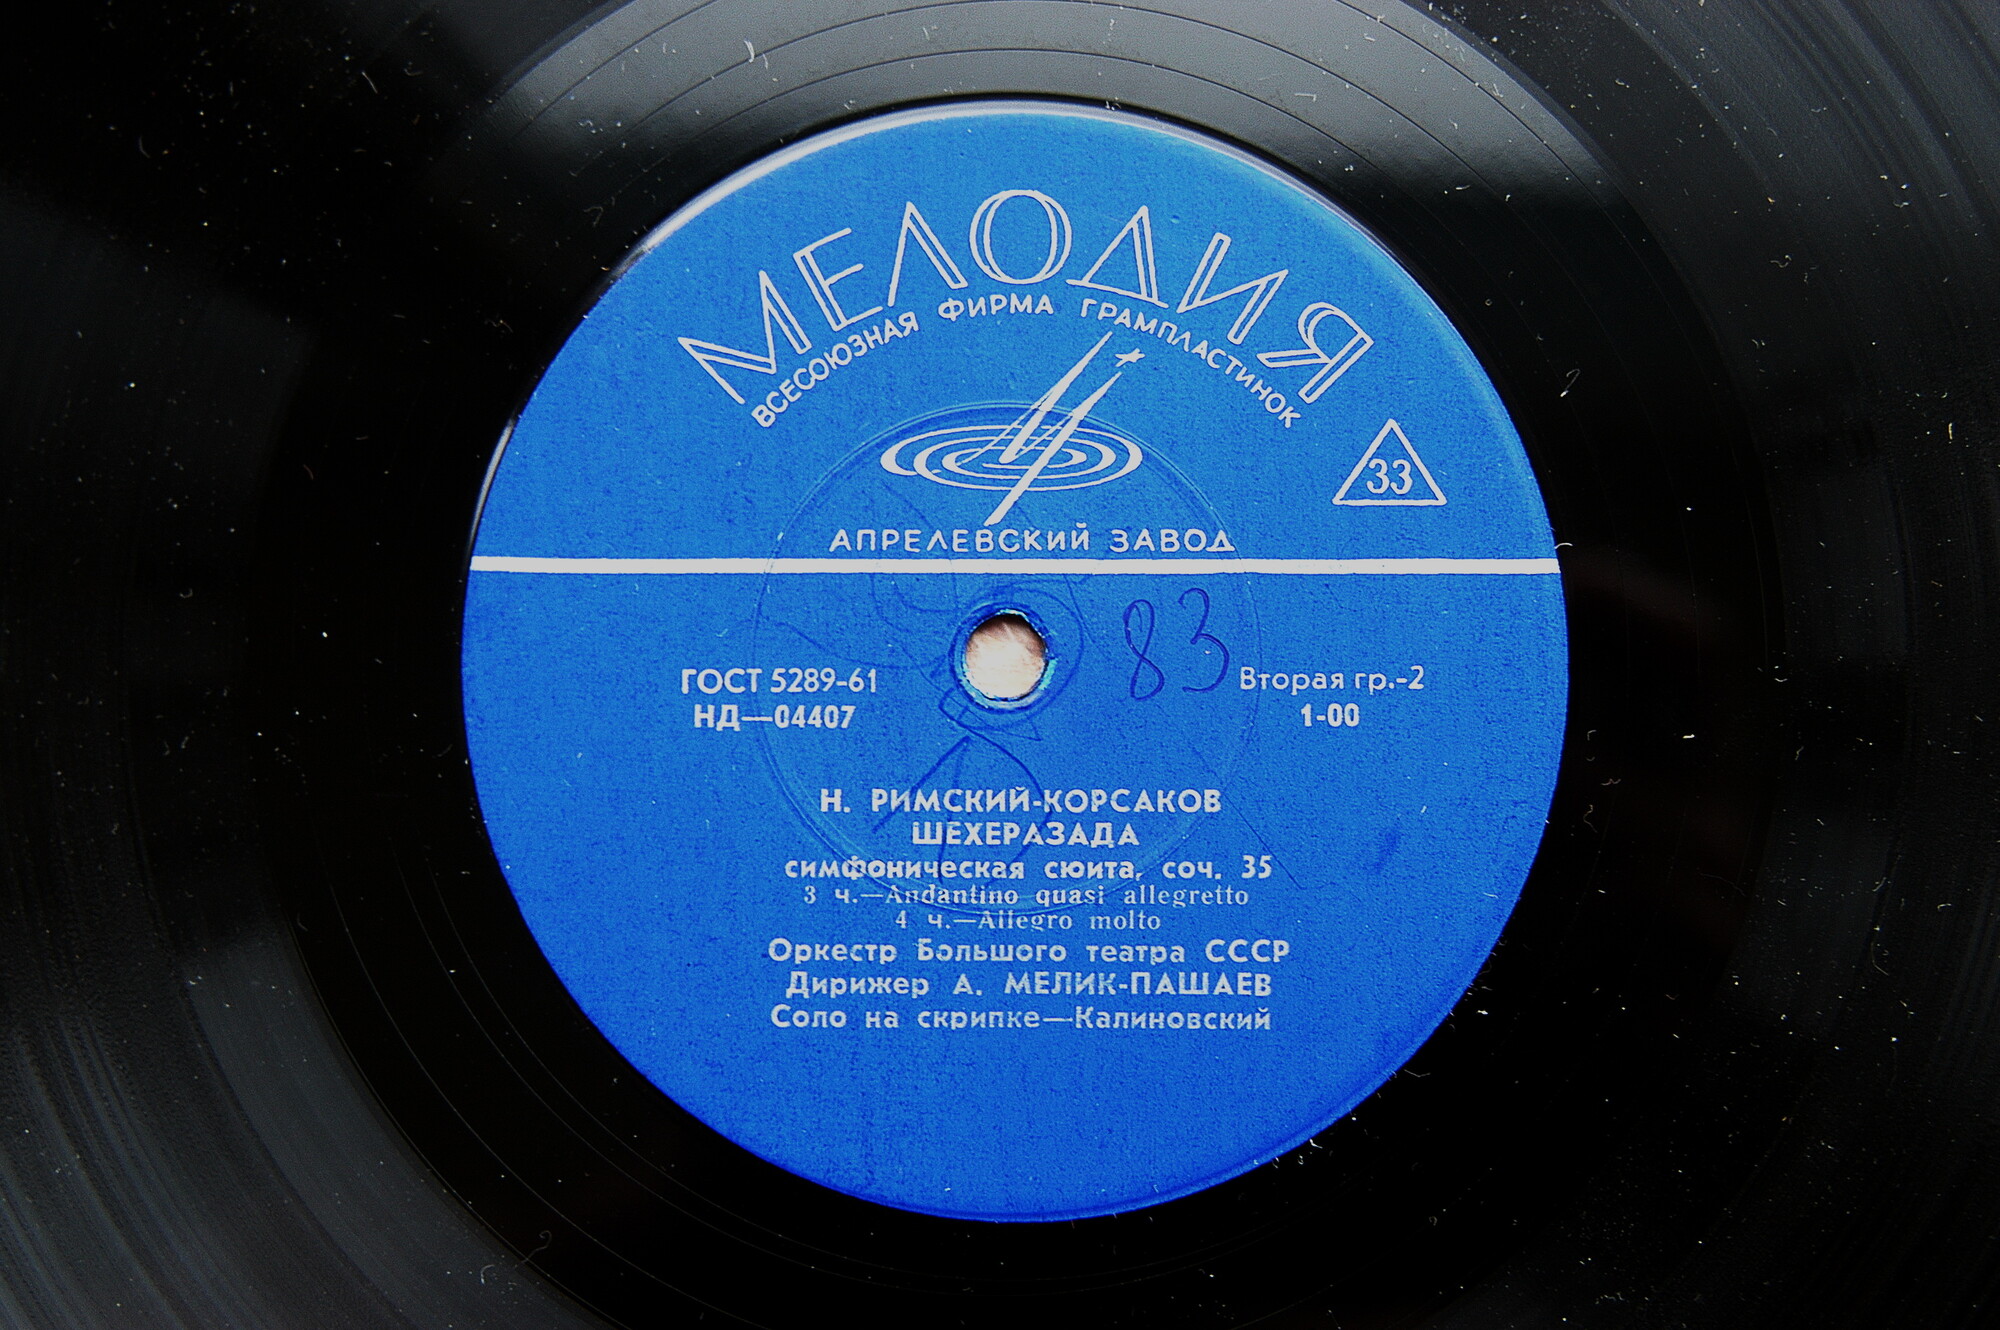 МЕЛОДИЯ
ВСЕСОЮЗНАЯ ФИРМА ГРАМПЛАСТИНОК
33
АПРЕЛЕВСКИЙ ЗАВОД
83
ГОСТ 5289-61
НД—04407
Вторая гр.-2
1-00
Н. РИМСКИЙ-КОРСАКОВ
ШЕХЕРАЗАДА
симфоническая сюита, соч. 35
3 ч.—Andantino quasi allegretto
4 ч.—Allegro molto
Оркестр Большого театра СССР
Дирижер А. МЕЛИК-ПАШАЕВ
Соло на скрипке—Калиновский